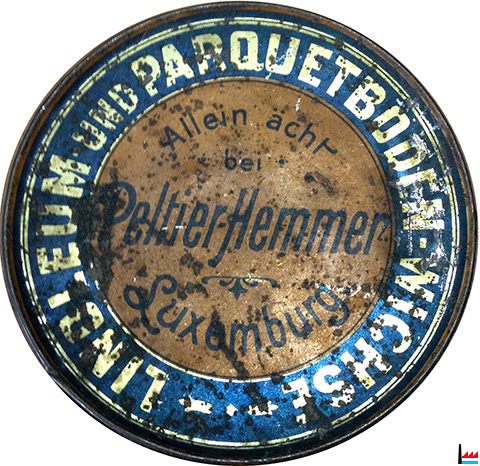 LINOLEUM UND PARQUETBODEN-WICHSE
Allein ächt
bei
Peltier-Hemmer
Luxemburg